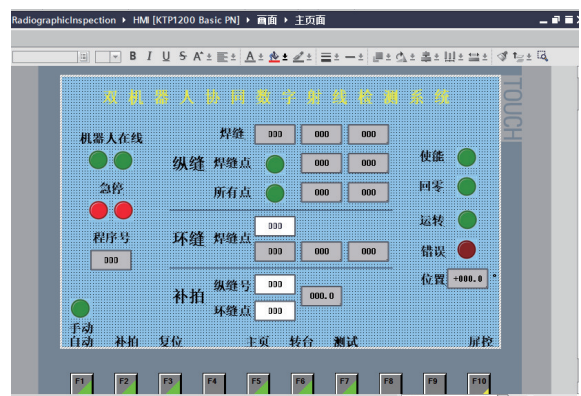 RadiographicInspection ▸ HMI [KTP1200 Basic PN] ▸ 画面 ▸ 主页面
B I U S A
TOUCH
双机器人协同数字射线检测系统
机器人在线
急停
程序号
000
手动
自动
纵缝
焊缝 000 000 000
焊缝点 000 000
所有点 000 000
环缝
焊缝点 000
000 000 000
补拍
纵缝号 000
环缝点 000
000.0
使能
回零
运转
错误
位置 +000.0 °
补拍 复位 主页 转台 测试 屏控
F1 F2 F3 F4 F5 F6 F7 F8 F9 F10